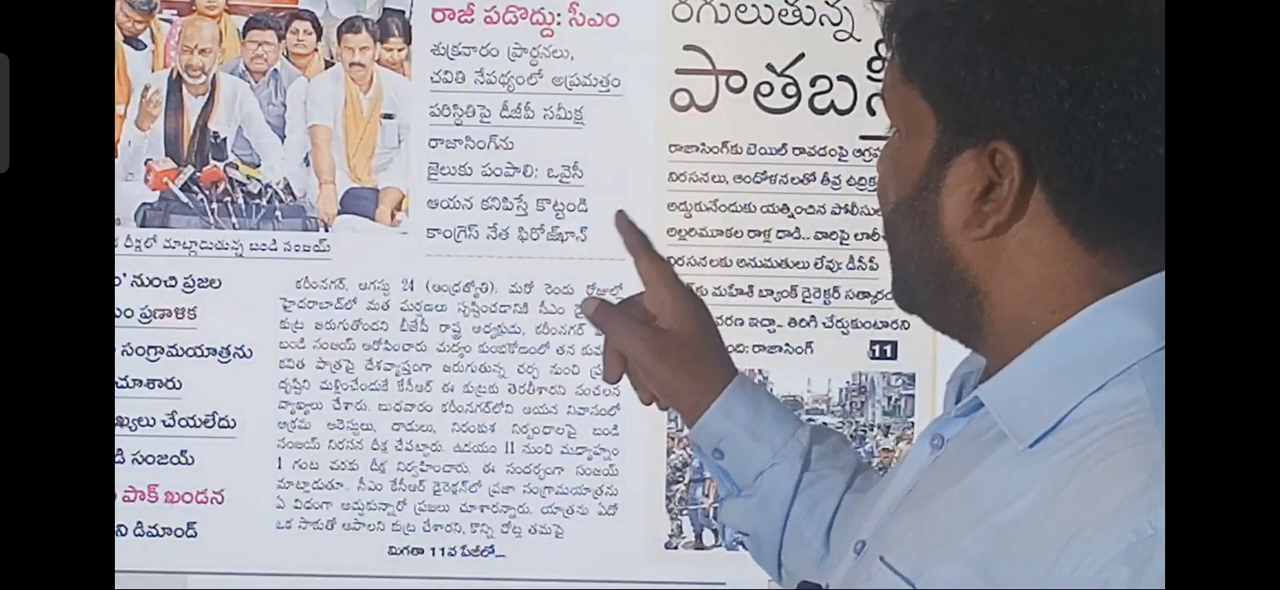 రాజీ పడొద్దు: సీఎం
శుక్రవారం ప్రార్థనలు,
చవితి నేపథ్యంలో అప్రమత్తం
పరిస్థితిపై డీజీపీ సమీక్ష
రాజాసింగ్‌ను
జైలుకు పంపాలి: ఒవైసీ
ఆయన కనిపిస్తే కొట్టండి
కాంగ్రెస్ నేత ఫిరోజ్‌ఖాన్
దీక్షలో మాట్లాడుతున్న బండి సంజయ్
నుంచి ప్రజల
ప్రణాళిక
సంగ్రామయాత్రను
చూశారు
చేయలేదు
సంజయ్
పాక్ ఖండన
డిమాండ్
కరీంనగర్, ఆగస్టు 24 (ఆంధ్రజ్యోతి): మరో రెండు రోజుల్లో
హైదరాబాద్‌లో మత ఘర్షణలు సృష్టించడానికి సీఎం
కుట్ర జరుగుతోందని బీజేపీ రాష్ట్ర అధ్యక్షుడు, కరీంనగర్
బండి సంజయ్ ఆరోపించారు. మద్యం కుంభకోణంలో తన
కవిత పాత్రపై దేశవ్యాప్తంగా జరుగుతున్న చర్చ నుంచి
దృష్టిని మళ్లించేందుకే కేసీఆర్ ఈ కుట్రకు తెరతీశారని సంచలన
వ్యాఖ్యలు చేశారు. బుధవారం కరీంనగర్‌లోని ఆయన నివాసంలో
అక్రమ అరెస్టులు, దాడులు, నిరంకుశ నిర్బంధాలపై బండి
సంజయ్ నిరసన దీక్ష చేపట్టారు. ఉదయం 11 నుంచి మధ్యాహ్నం
1 గంట వరకు దీక్ష నిర్వహించారు. ఈ సందర్భంగా సంజయ్
మాట్లాడుతూ.. సీఎం కేసీఆర్ డైరెక్షన్‌లో ప్రజా సంగ్రామయాత్రను
ఏ విధంగా అడ్డుకున్నారో ప్రజలు చూశారన్నారు. యాత్రను ఏదో
ఒక సాకుతో ఆపాలని కుట్ర చేశారని, కొన్ని చోట్ల తమపై
మిగతా 11వ పేజీలో...
రగులుతున్న
రాజాసింగ్‌కు బెయిల్ రావడంపై
నిరసనలు, ఆందోళనలతో తీవ్ర
అడ్డుకునేందుకు యత్నించిన
అల్లరిమూకల రాళ్ల దాడి.. వారిపై
నిరసనలకు అనుమతులు లేవు: డీసీపీ
మహేశ్ బ్యాంక్ డైరెక్టర్
ఇద్దా.. తిరిగి చేర్చుకుంటారని
రాజాసింగ్
11